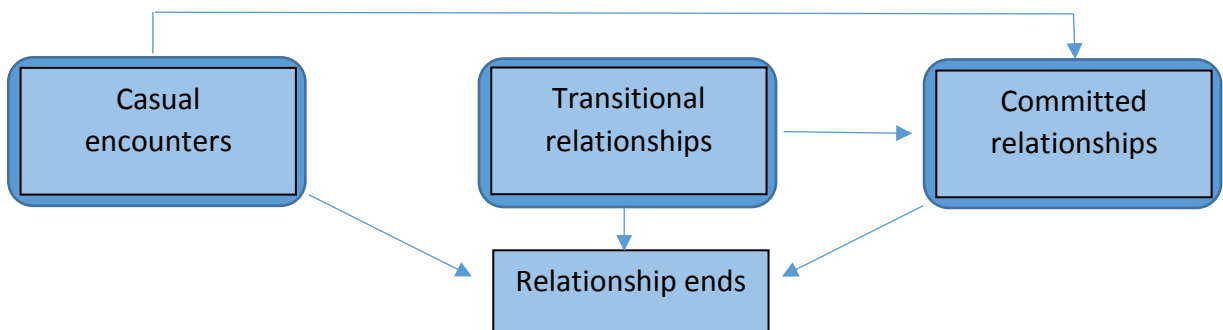 Casual
encounters
Transitional
relationships
Committed
relationships
Relationship ends